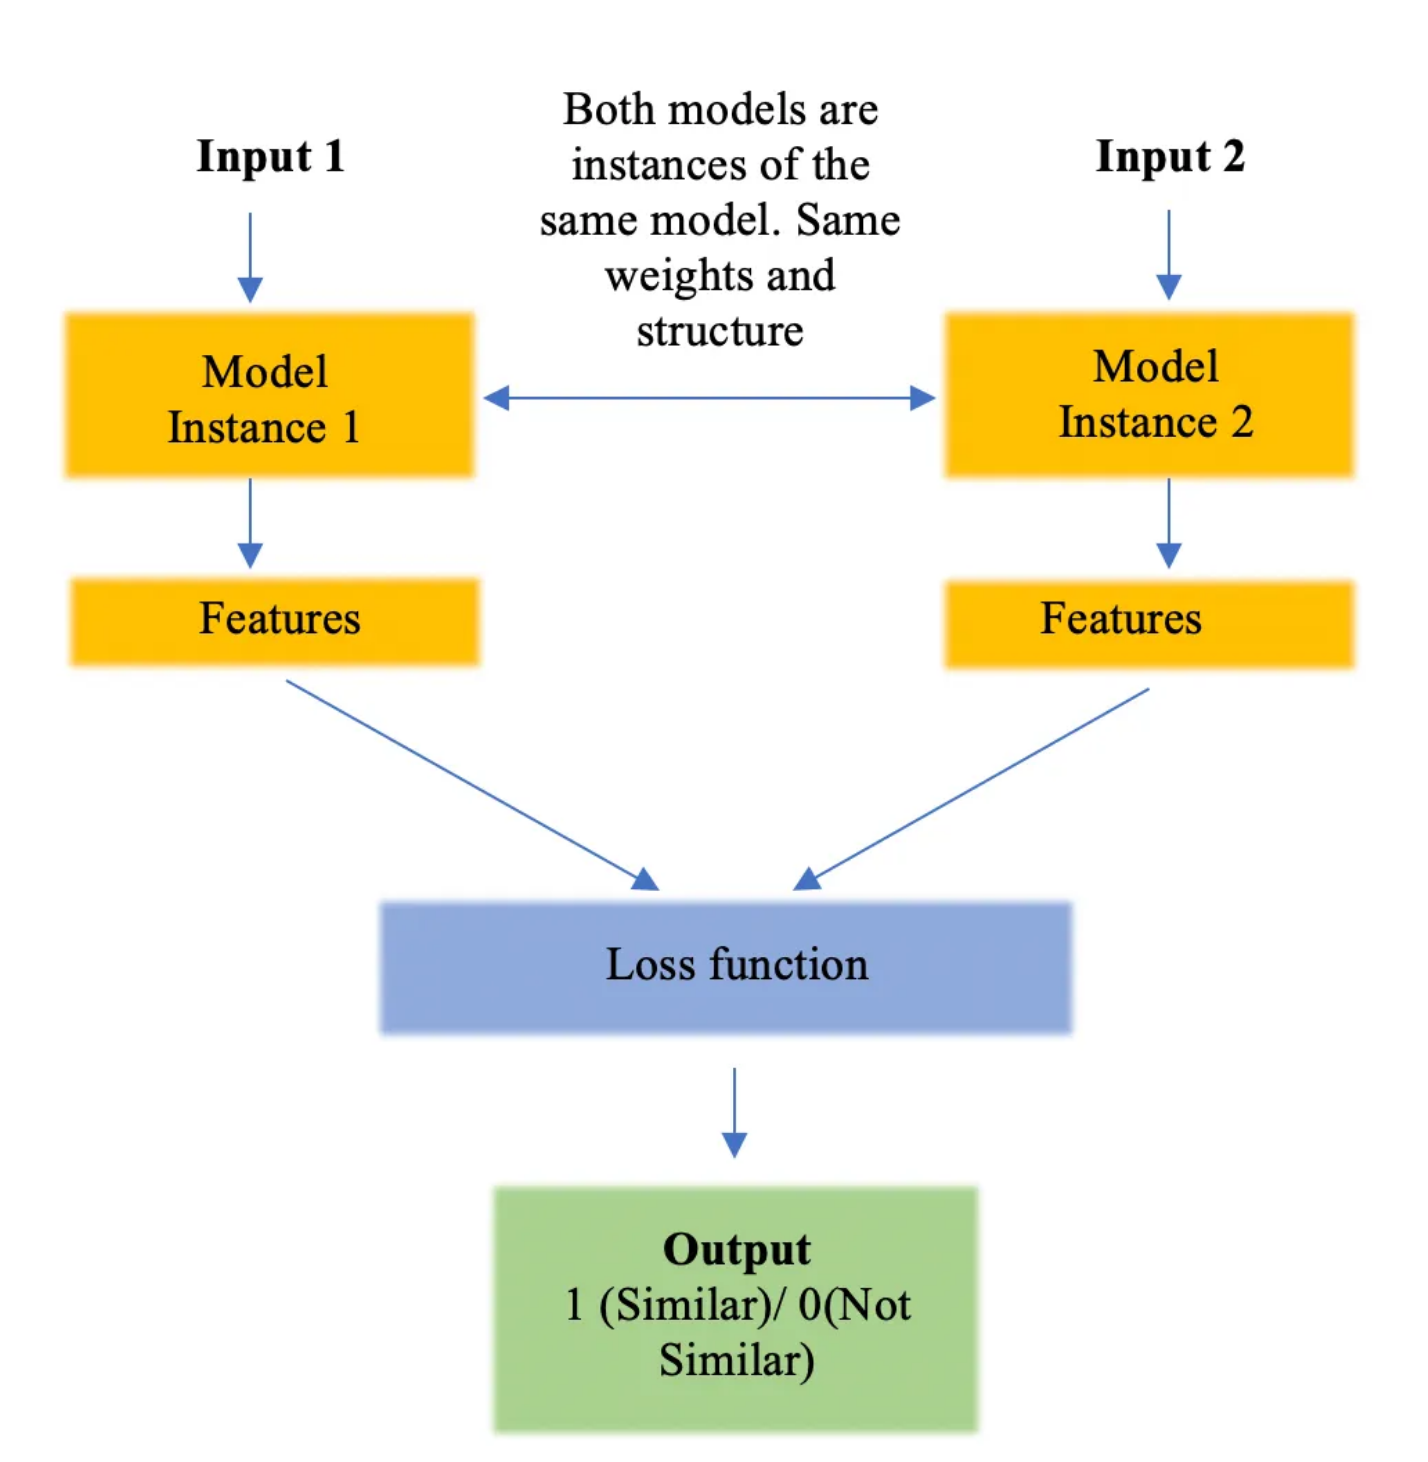 Input 1
Both models are
instances of the
same model. Same
weights and
structure
Input 2
Model
Instance 1
Model
Instance 2
Features
Features
Loss function
Output
1 (Similar)/ 0(Not
Similar)